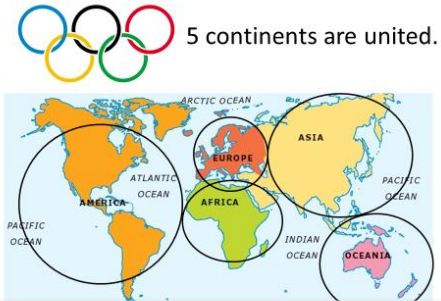 5 continents are united.
ARCTIC OCEAN
ASIA
EUROPE
ATLANTIC
OCEAN
PACIFIC
OCEAN
AMERICA
AFRICA
PACIFIC
OCEAN
INDIAN
OCEAN
OCEANIA